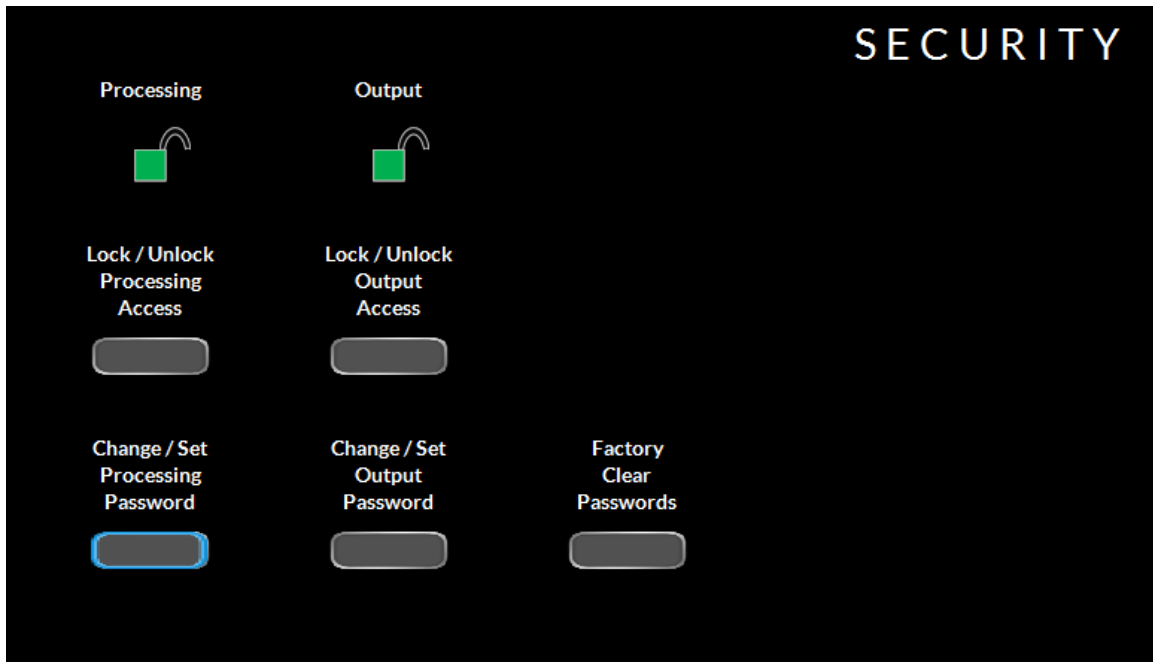 SECURITY
Processing
Output
Lock / Unlock
Processing
Access
Lock / Unlock
Output
Access
Change / Set
Processing
Password
Change / Set
Output
Password
Factory
Clear
Passwords